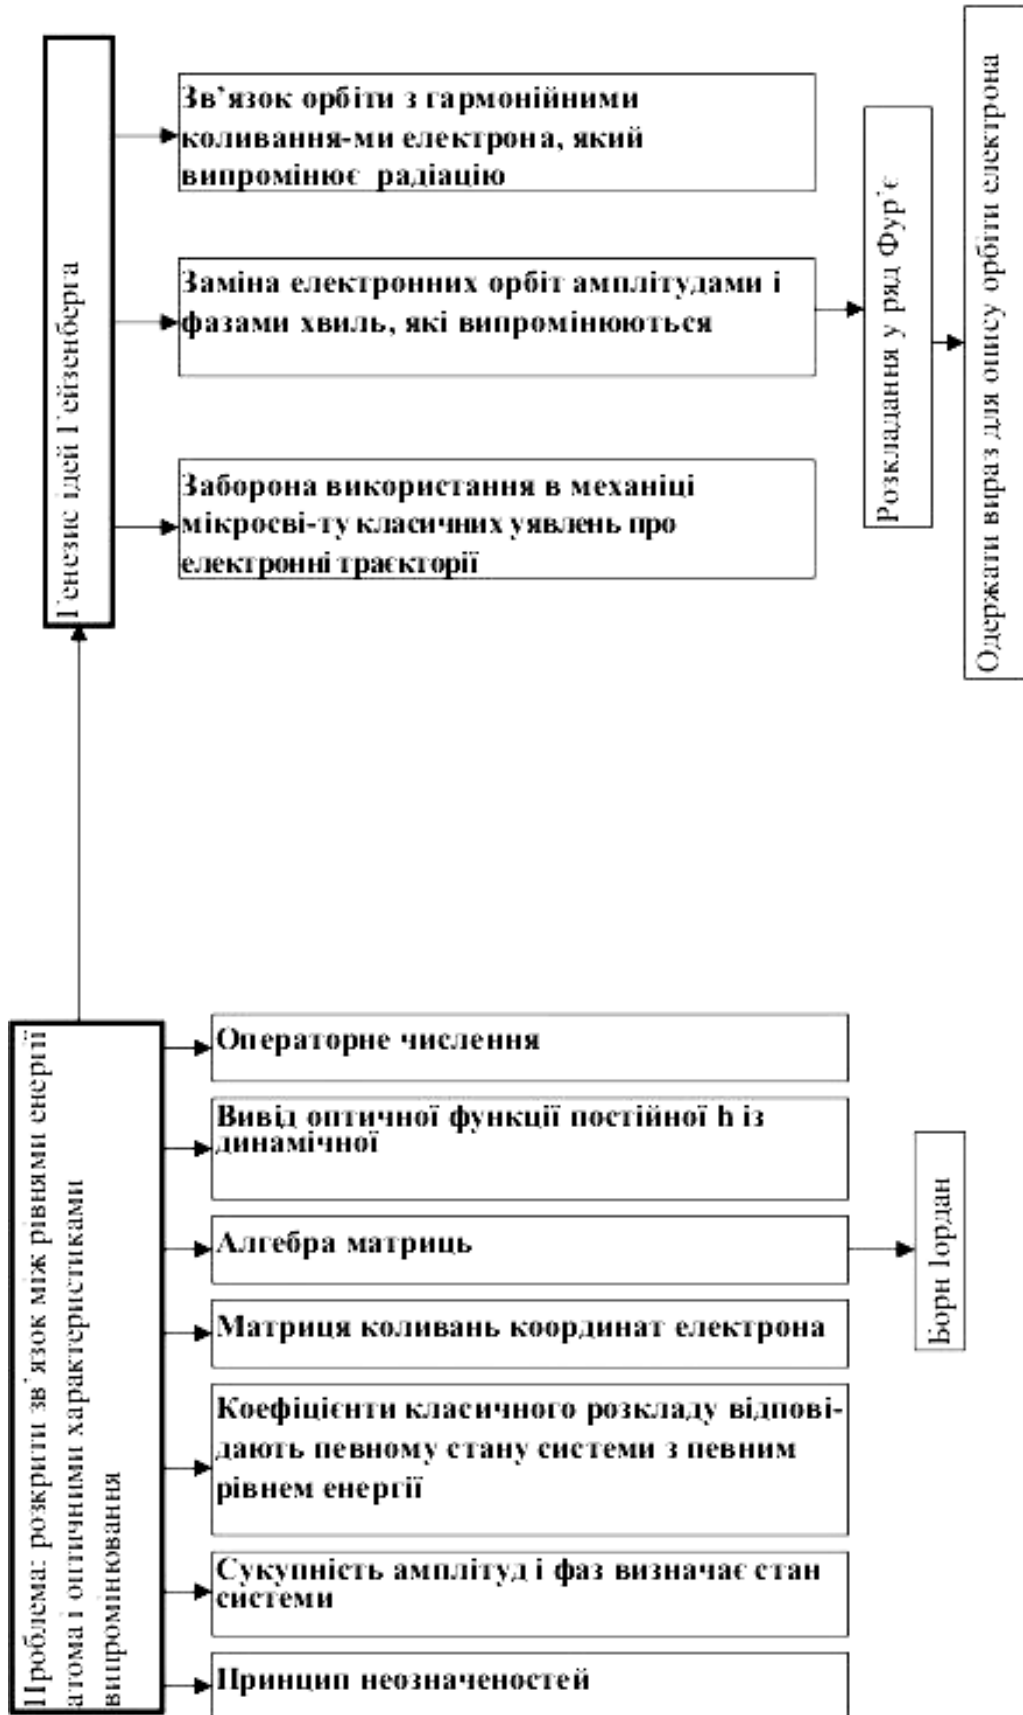 Генезис ідей Гейзенберга
Зв’язок орбіти з гармонійними
коливання-ми електрона, який
випромінює радіацію
Заміна електронних орбіт амплітудами і
фазами хвиль, які випромінюються
Заборона використання в механіці
мікросві-ту класичних уявлень про
електронні траєкторії
Розкладання у ряд Фур’є
Одержати вираз для опису орбіти електрона
Проблема: розкрити зв’язок між рівнями енергії
атома і оптичними характеристиками
випромінювання
Операторне числення
Вивід оптичної функції постійної h із
динамічної
Алгебра матриць
Матриця коливань координат електрона
Коефіцієнти класичного розкладу відпові-
дають певному стану системи з певним
рівнем енергії
Сукупність амплітуд і фаз визначає стан
системи
Принцип неозначеностей
Борн Іордан